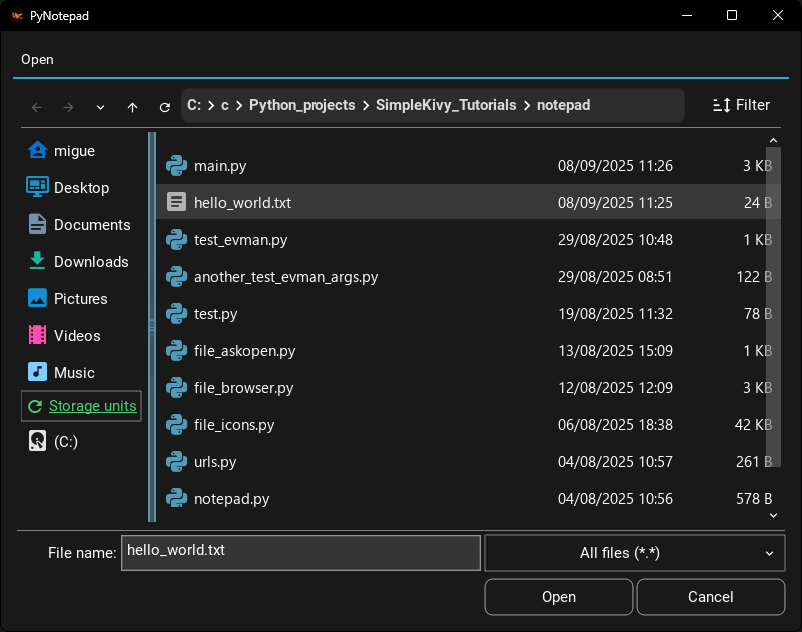 PyNotepad
Open
C: > c > Python_projects > SimpleKivy_Tutorials > notepad
Filter
migue
Desktop
Documents
Downloads
Pictures
Videos
Music
Storage units
(C:)
main.py 08/09/2025 11:26 3 KB
hello_world.txt 08/09/2025 11:25 24 B
test_evman.py 29/08/2025 10:48 1 KB
another_test_evman_args.py 29/08/2025 08:51 122 B
test.py 19/08/2025 11:32 78 B
file_askopen.py 13/08/2025 15:09 1 KB
file_browser.py 12/08/2025 12:09 3 KB
file_icons.py 06/08/2025 18:38 42 KB
urls.py 04/08/2025 10:57 261 B
notepad.py 04/08/2025 10:56 578 B
File name: hello_world.txt All files (*.*)
Open Cancel